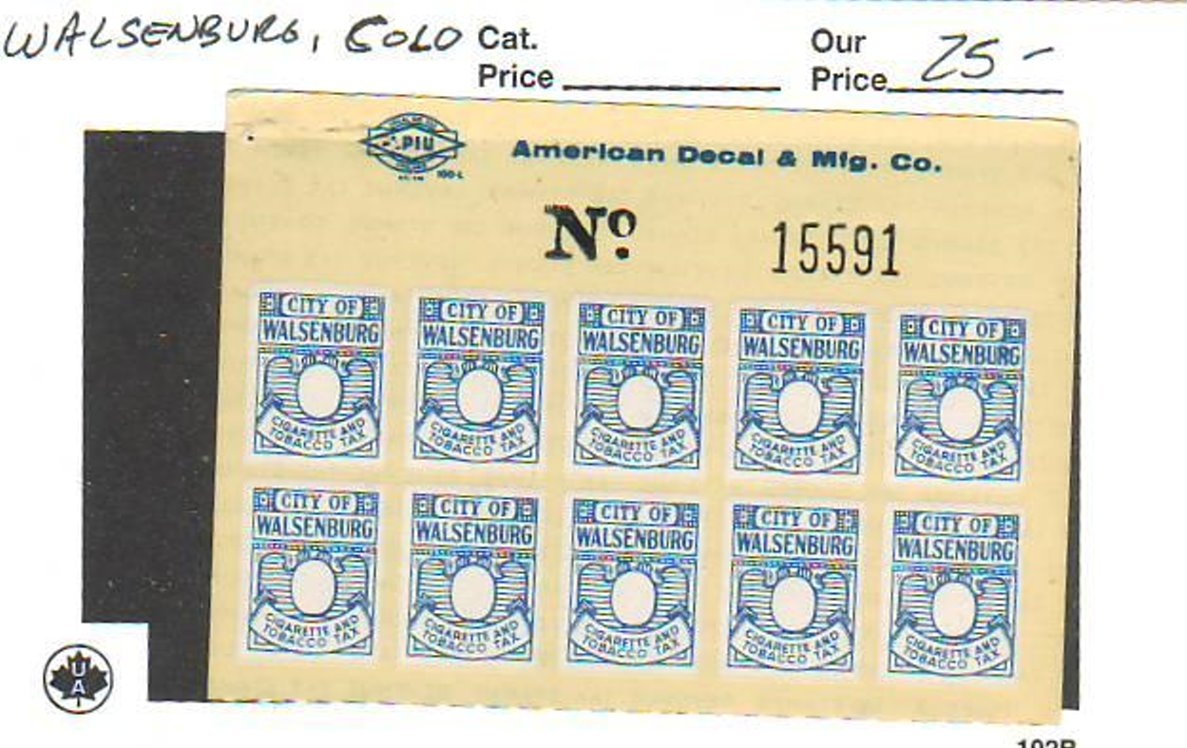 WALSENBURG, COLO Cat. Our 25-
Price Price
PIU
100-L
American Decal & Mfg. Co.
No. 15591
CITY OF CITY OF CITY OF CITY OF CITY OF
WALSENBURG WALSENBURG WALSENBURG WALSENBURG WALSENBURG
CIGARETTE AND CIGARETTE AND CIGARETTE AND CIGARETTE AND CIGARETTE AND
TOBACCO TAX TOBACCO TAX TOBACCO TAX TOBACCO TAX TOBACCO TAX
CITY OF CITY OF CITY OF CITY OF CITY OF
WALSENBURG WALSENBURG WALSENBURG WALSENBURG WALSENBURG
CIGARETTE AND CIGARETTE AND CIGARETTE AND CIGARETTE AND CIGARETTE AND
TOBACCO TAX TOBACCO TAX TOBACCO TAX TOBACCO TAX TOBACCO TAX
U
A
102B